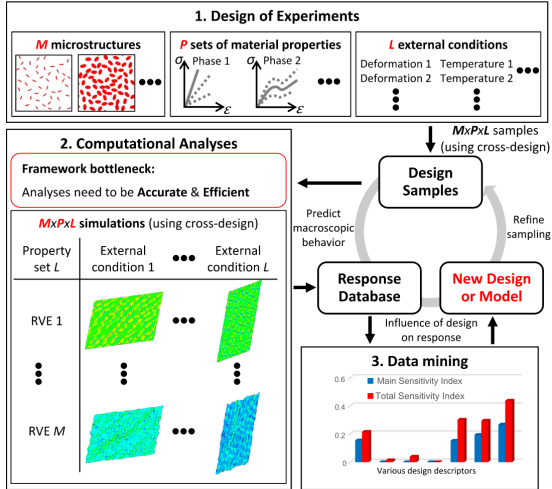 1. Design of Experiments
M microstructures
P sets of material properties
σ Phase 1
ε
σ Phase 2
ε
L external conditions
Deformation 1 Temperature 1
Deformation 2 Temperature 2
2. Computational Analyses
Framework bottleneck:
Analyses need to be Accurate & Efficient
MxPxL simulations (using cross-design)
Property
set L
External
condition 1
External
condition L
RVE 1
RVE M
MxPxL samples
(using cross-design)
Design
Samples
Predict
macroscopic
behavior
Refine
sampling
Response
Database
New Design
or Model
Influence of design
on response
3. Data mining
Main Sensitivity Index
Total Sensitivity Index
0.6
0.4
0.2
0
Various design descriptors